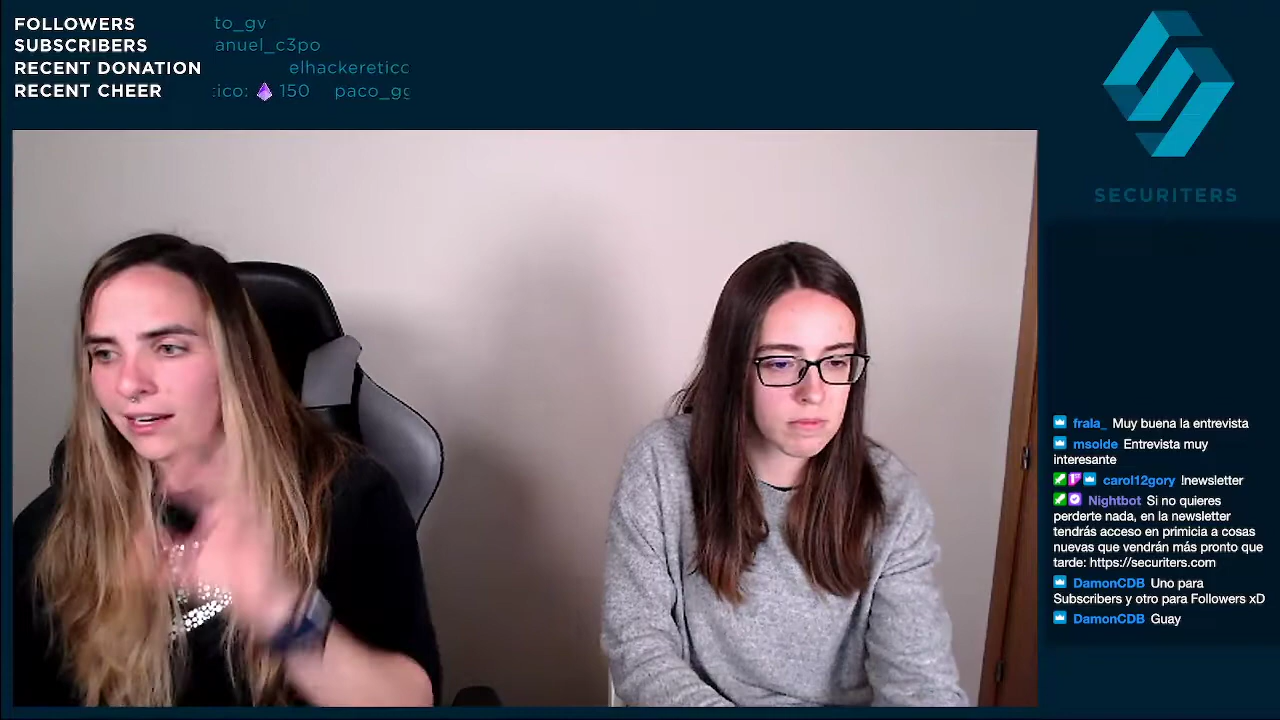 FOLLOWERS to_gv
SUBSCRIBERS anuel_c3po
RECENT DONATION elhackeretico
RECENT CHEER ico: 150 paco_gg
SECURITERS
frala_ Muy buena la entrevista
msolde Entrevista muy
interesante
carol12gory !newsletter
Nightbot Si no quieres
perderte nada, en la newsletter
tendrás acceso en primicia a cosas
nuevas que vendrán más pronto que
tarde: https://securiters.com
DamonCDB Uno para
Subscribers y otro para Followers xD
DamonCDB Guay